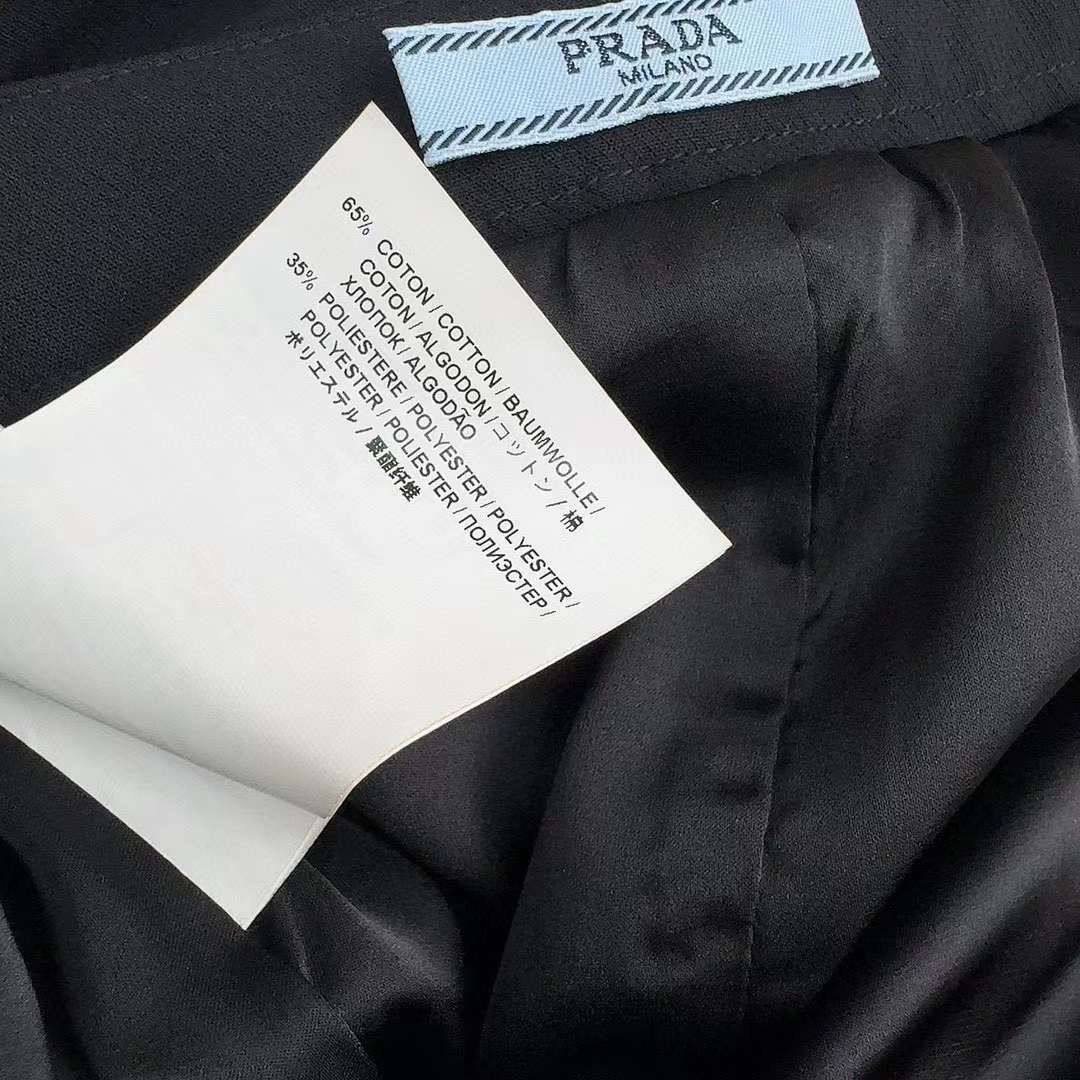 PRADA
MILANO
65% COTON / COTTON / BAUMWOLLE /
COTON / ALGODON / コットン / 棉
ХЛОПОК / ALGODÃO
35% POLIESTERE / POLYESTER / POLYESTER /
POLYESTER / POLIESTER / ПОЛИЭСТЕР /
ポリエステル / 聚酯纤